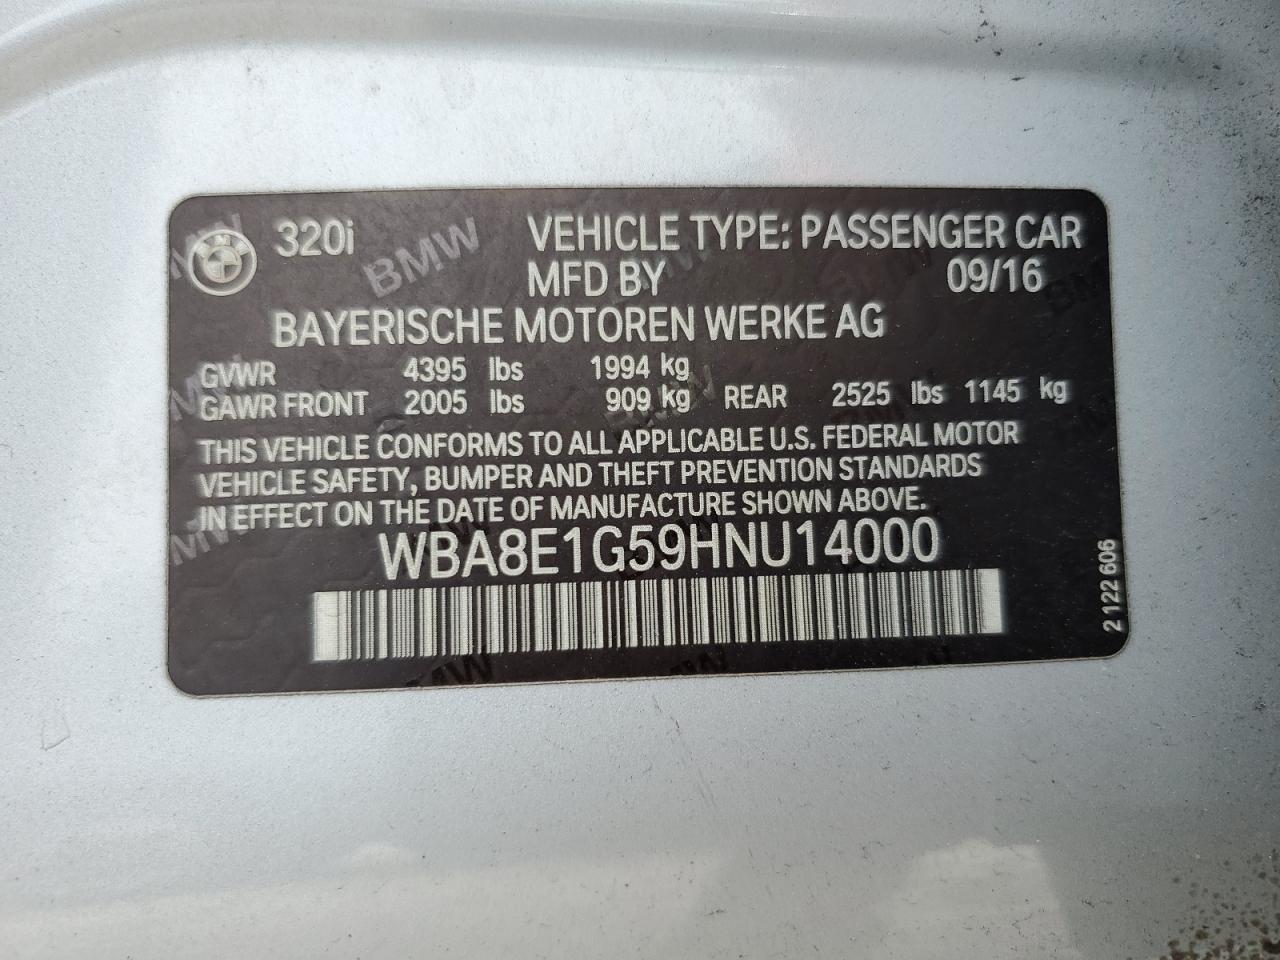 320i VEHICLE TYPE: PASSENGER CAR
MFD BY 09/16
BAYERISCHE MOTOREN WERKE AG
GVWR 4395 lbs 1994 kg
GAWR FRONT 2005 lbs 909 kg REAR 2525 lbs 1145 kg
THIS VEHICLE CONFORMS TO ALL APPLICABLE U.S. FEDERAL MOTOR
VEHICLE SAFETY, BUMPER AND THEFT PREVENTION STANDARDS
IN EFFECT ON THE DATE OF MANUFACTURE SHOWN ABOVE.
WBA8E1G59HNU14000
2 122 606
BMW